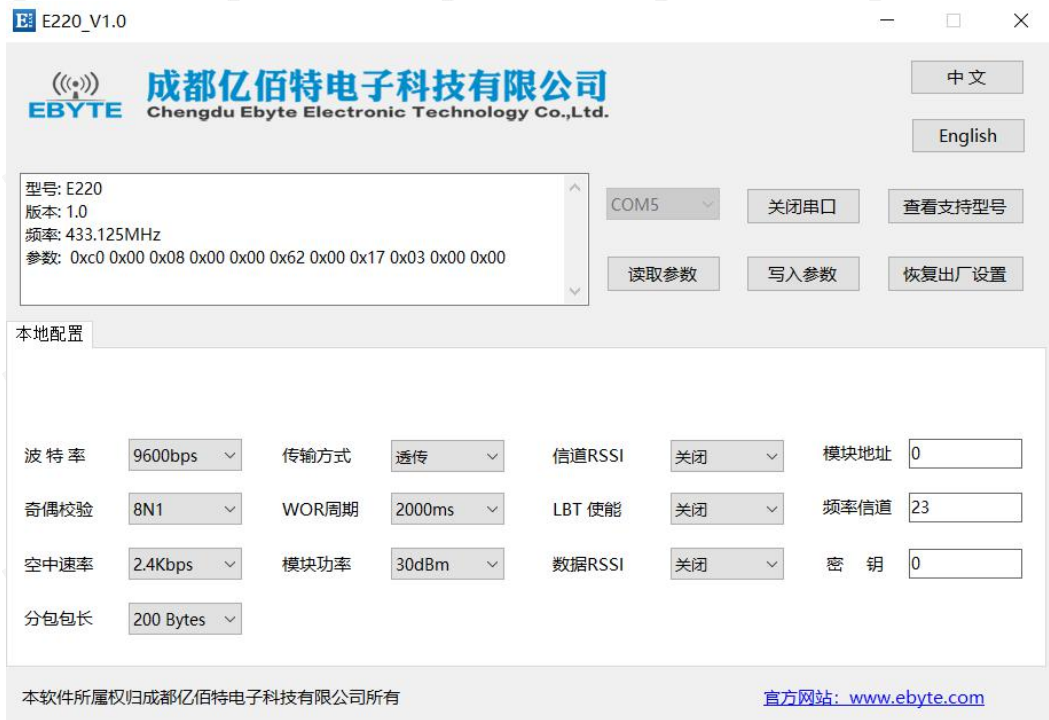 E220_V1.0
中文
EBYTE
成都亿佰特电子科技有限公司
Chengdu Ebyte Electronic Technology Co.,Ltd.
English
型号: E220
版本: 1.0
频率: 433.125MHz
参数: 0xc0 0x00 0x08 0x00 0x00 0x62 0x00 0x17 0x03 0x00 0x00
COM5 关闭串口 查看支持型号
读取参数 写入参数 恢复出厂设置
本地配置
波特率 9600bps 传输方式 透传 信道RSSI 关闭 模块地址 0
奇偶校验 8N1 WOR周期 2000ms LBT 使能 关闭 频率信道 23
空中速率 2.4Kbps 模块功率 30dBm 数据RSSI 关闭 密 钥 0
分包包长 200 Bytes
本软件所属权归成都亿佰特电子科技有限公司所有 官方网站: www.ebyte.com